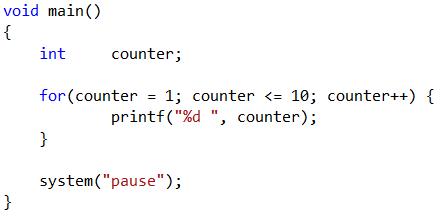 void main()
{
    int     counter;

    for(counter = 1; counter <= 10; counter++) {
            printf("%d ", counter);
    }

    system("pause");
}